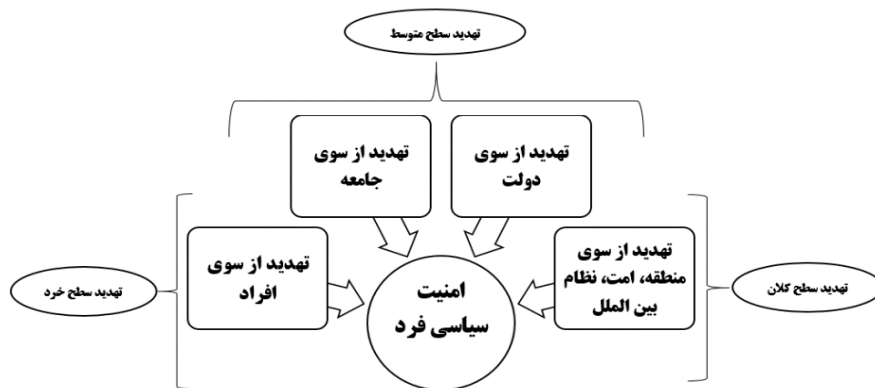 تهدید سطح متوسط
تهدید از سوی
دولت
تهدید از سوی
جامعه
تهدید از سوی
منطقه، امت، نظام
بین الملل
تهدید از سوی
افراد
تهدید سطح کلان
امنیت
سیاسی فرد
تهدید سطح خرد